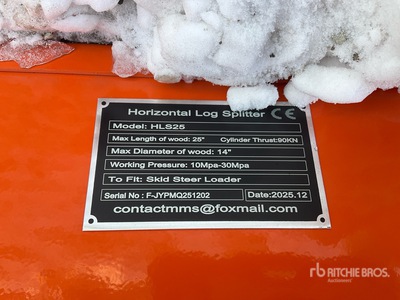 Horizontal Log Splitter CE
Model: HLS25
Max Length of wood: 25" Cylinder Thrust:90KN
Max Diameter of wood: 14"
Working Pressure: 10Mpa-30Mpa
To Fit: Skid Steer Loader
Serial No : F-JYPMQ251202 Date:2025.12
contactmms@foxmail.com
rb RITCHIE BROS.
Auctioneers